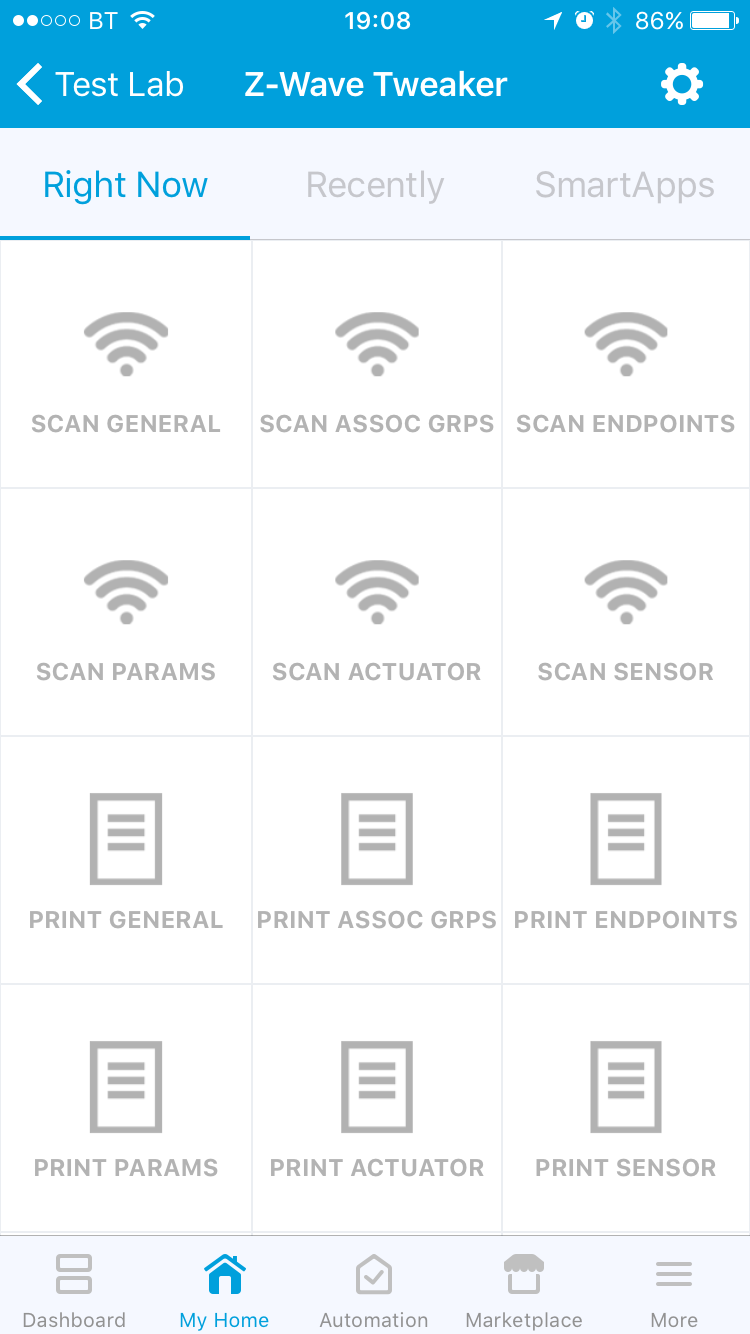 BT 19:08 86%
Test Lab Z-Wave Tweaker
Right Now Recently SmartApps
SCAN GENERAL SCAN ASSOC GRPS SCAN ENDPOINTS
SCAN PARAMS SCAN ACTUATOR SCAN SENSOR
PRINT GENERAL PRINT ASSOC GRPS PRINT ENDPOINTS
PRINT PARAMS PRINT ACTUATOR PRINT SENSOR
Dashboard My Home Automation Marketplace More